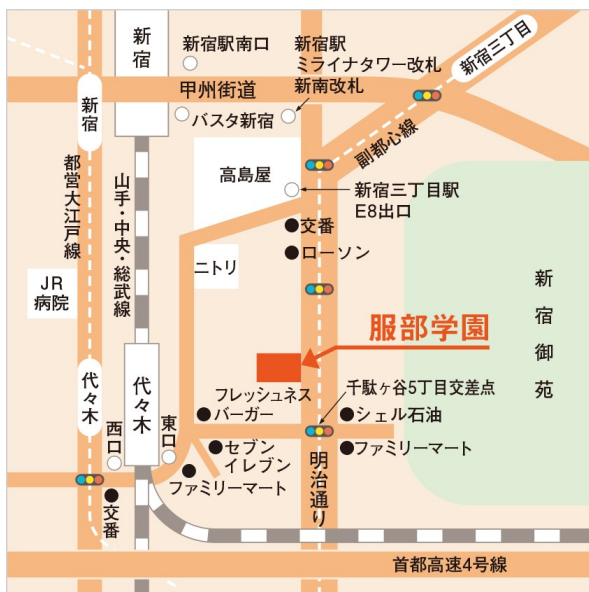 新宿
新宿駅南口
新宿駅
ミライナタワー改札
新南改札
新宿三丁目
甲州街道
バスタ新宿
新宿
副都心線
高島屋
新宿三丁目駅
E8出口
都営大江戸線
山手・中央・総武線
交番
ローソン
ニトリ
JR
病院
新宿御苑
服部学園
代々木
代々木
千駄ヶ谷5丁目交差点
フレッシュネス
バーガー
シェル石油
西口
東口
セブン
イレブン
ファミリーマート
明治通り
ファミリーマート
交番
首都高速4号線